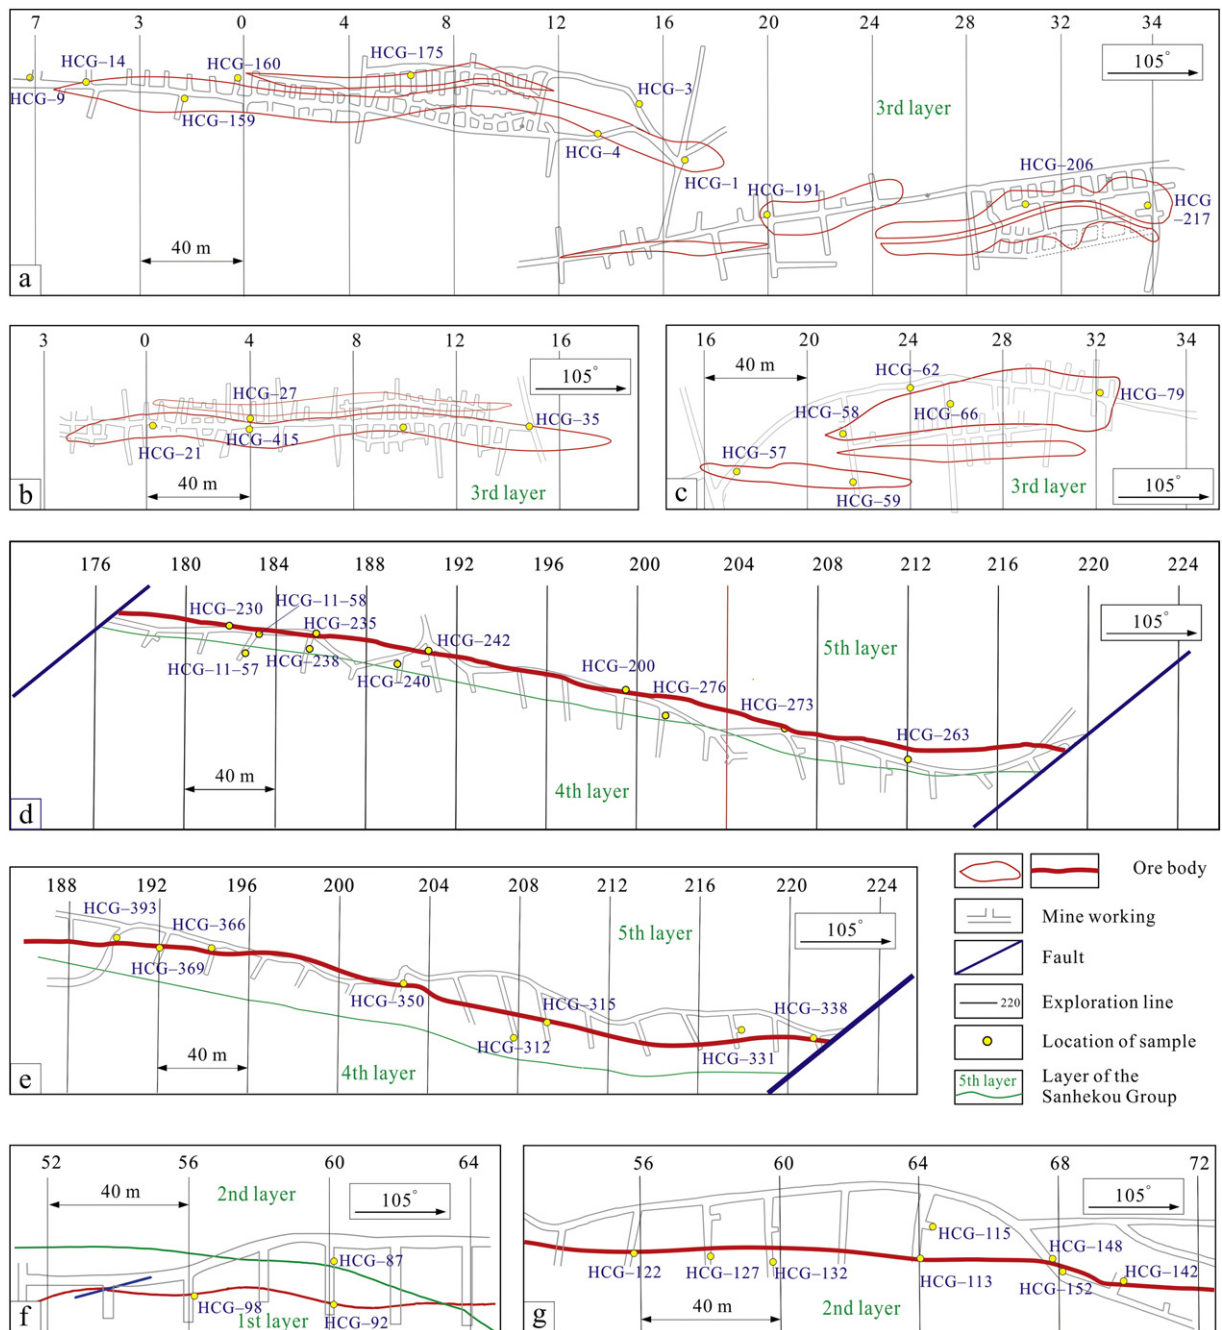 7 3 0 4 8 12 16 20 24 28 32 34
HCG–14
HCG–160
HCG–175
HCG–9
HCG–159
HCG–3
HCG–4
HCG–1
3rd layer
105°
HCG–191
HCG–206
HCG
–217
40 m
a
3 0 4 8 12 16
HCG–27
105°
HCG–35
HCG–21
HCG–415
40 m
3rd layer
b
16 20 24 28 32 34
40 m
HCG–62
HCG–79
HCG–58
HCG–66
HCG–57
HCG–59
3rd layer
105°
c
176 180 184 188 192 196 200 204 208 212 216 220 224
HCG–230
HCG–11–58
HCG–235
HCG–11–57
HCG–238
HCG–240
HCG–242
HCG–200
HCG–276
HCG–273
HCG–263
5th layer
105°
40 m
4th layer
d
188 192 196 200 204 208 212 216 220 224
HCG–393
HCG–366
HCG–369
HCG–350
HCG–315
HCG–312
HCG–331
HCG–338
5th layer
105°
40 m
4th layer
e
Ore body
Mine working
Fault
220
Exploration line
Location of sample
5th layer
Layer of the
Sanhekou Group
52 56 60 64
40 m
2nd layer
105°
HCG–87
HCG–98
HCG–92
1st layer
f
56 60 64 68 72
105°
HCG–115
HCG–148
HCG–122
HCG–127
HCG–132
HCG–113
HCG–152
HCG–142
40 m
2nd layer
g